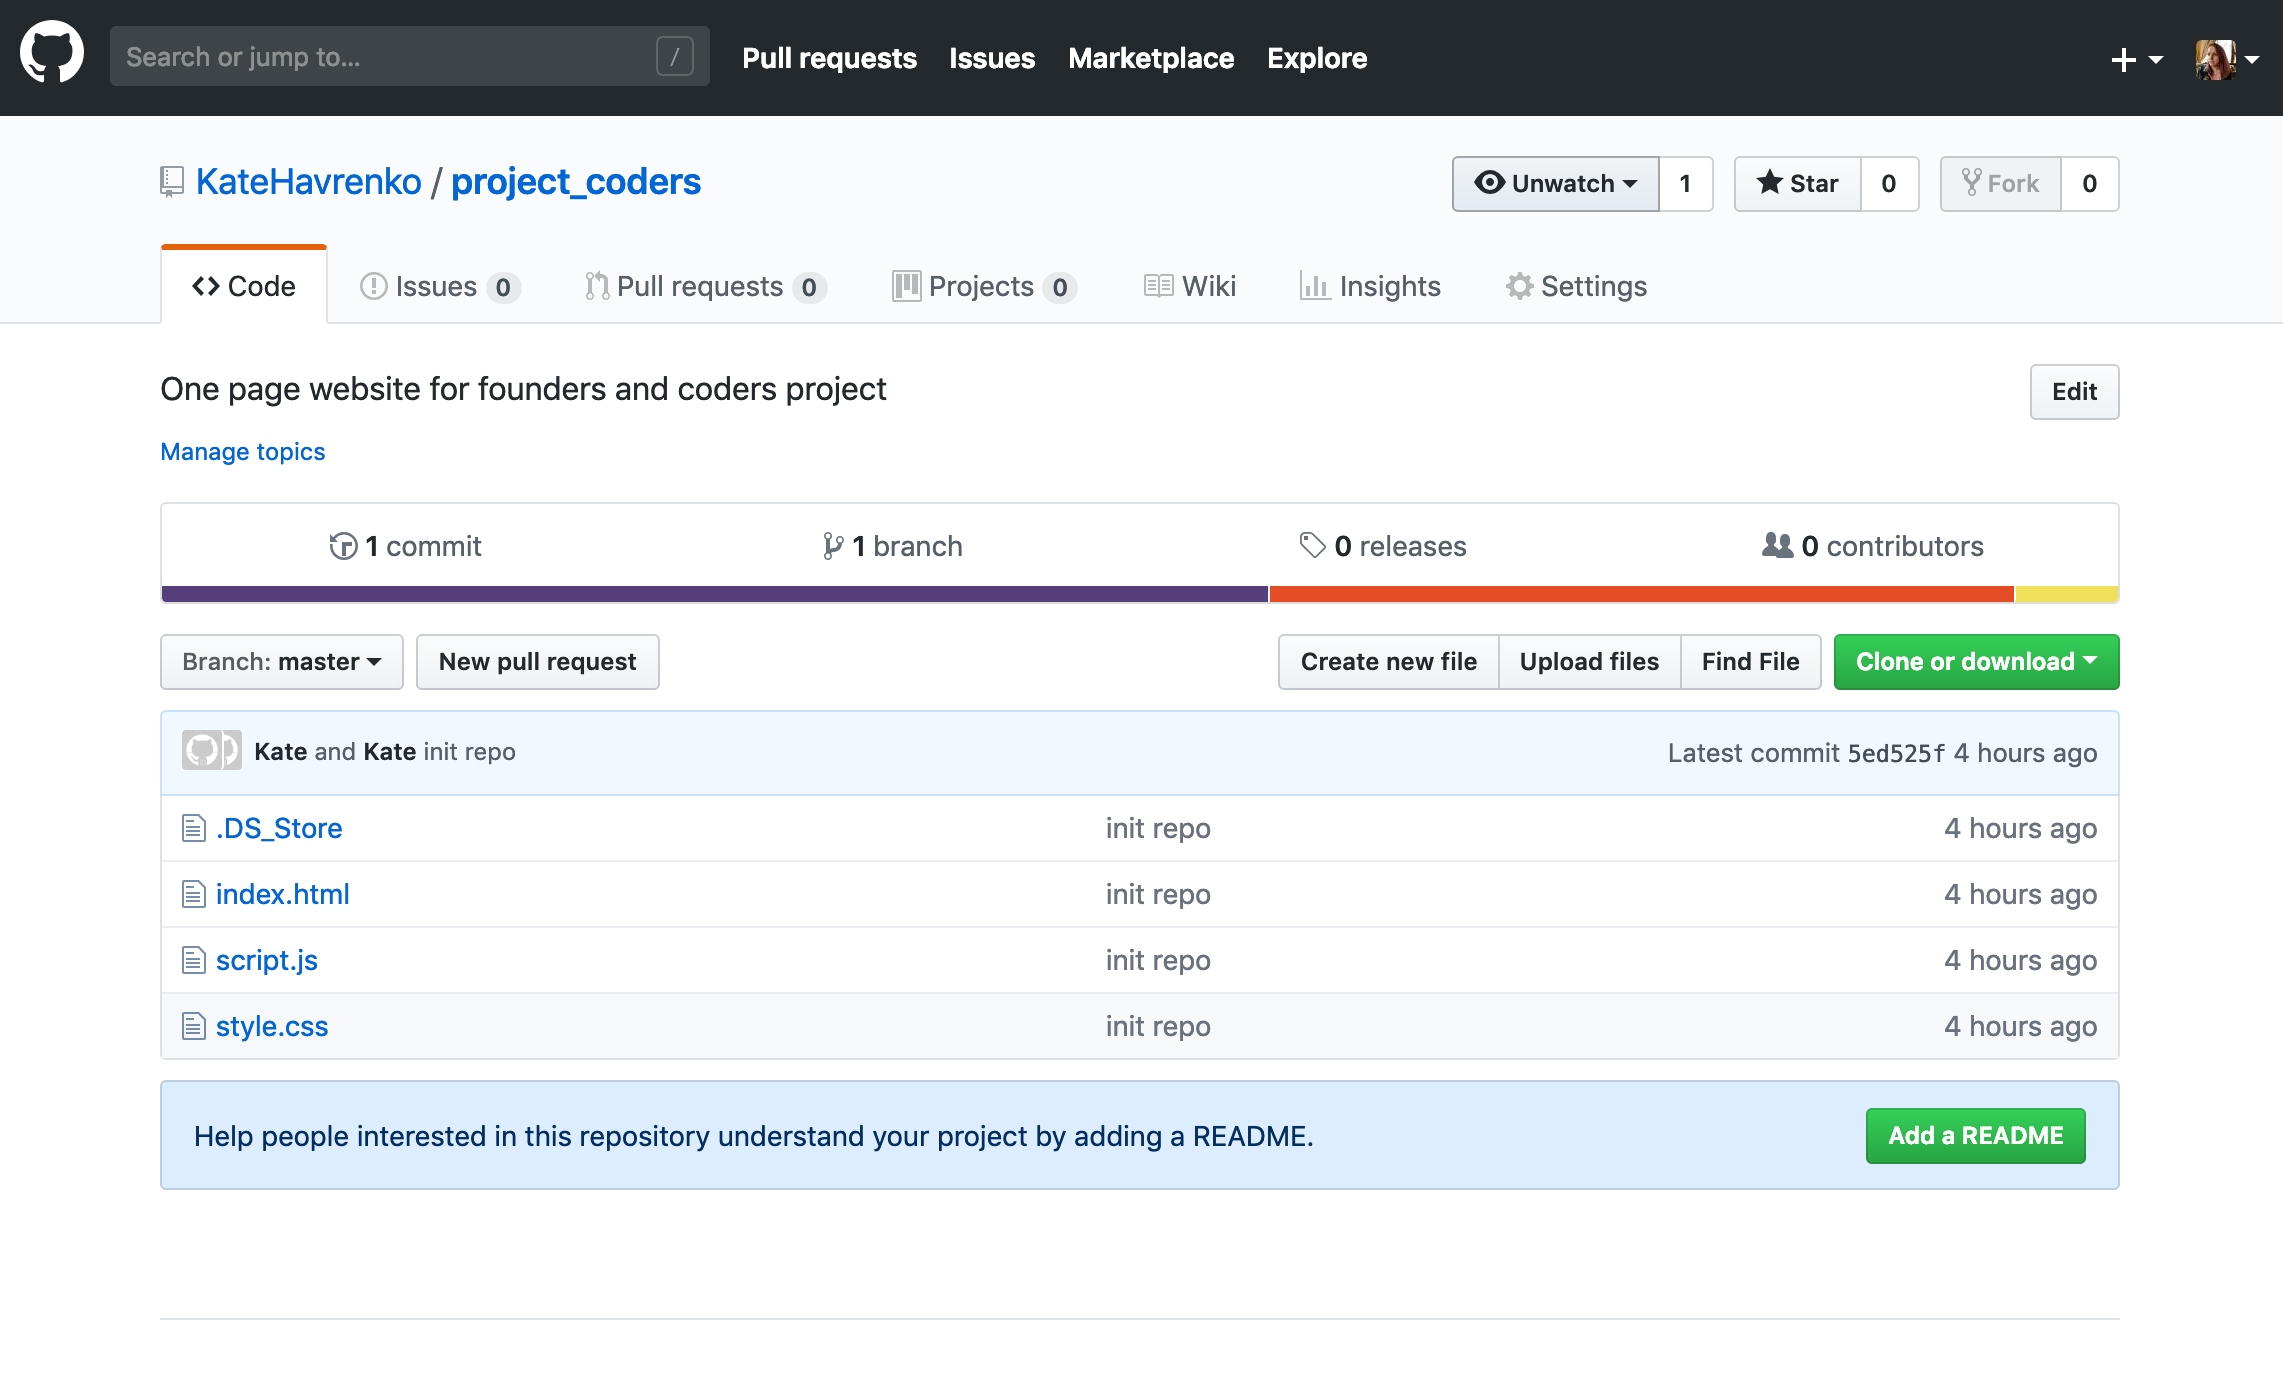 Search or jump to... / Pull requests Issues Marketplace Explore
KateHavrenko / project_coders Unwatch 1 Star 0 Fork 0
Code Issues 0 Pull requests 0 Projects 0 Wiki Insights Settings
One page website for founders and coders project Edit
Manage topics
1 commit 1 branch 0 releases 0 contributors
Branch: master New pull request Create new file Upload files Find File Clone or download
Kate and Kate init repo Latest commit 5ed525f 4 hours ago
.DS_Store init repo 4 hours ago
index.html init repo 4 hours ago
script.js init repo 4 hours ago
style.css init repo 4 hours ago
Help people interested in this repository understand your project by adding a README. Add a README